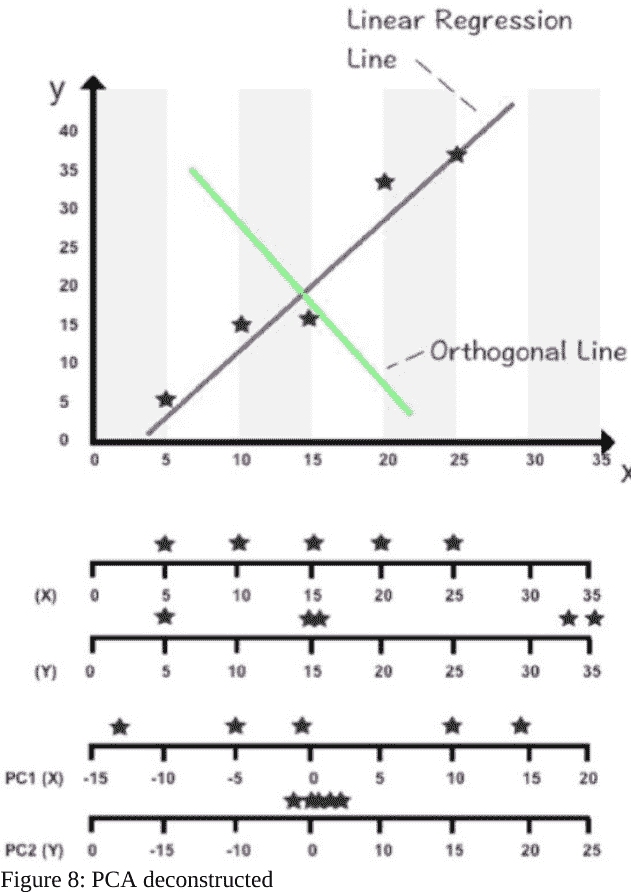 Linear Regression
Line
y
40
35
30
25
20
15
10
5
0
Orthogonal Line
0 5 10 15 20 25 30 35
X
(X) 0 5 10 15 20 25 30 35
(Y) 0 5 10 15 20 25 30 35
PC1 (X) -15 -10 -5 0 5 10 15 20
PC2 (Y) 0 -15 -10 0 10 15 20 25
Figure 8: PCA deconstructed